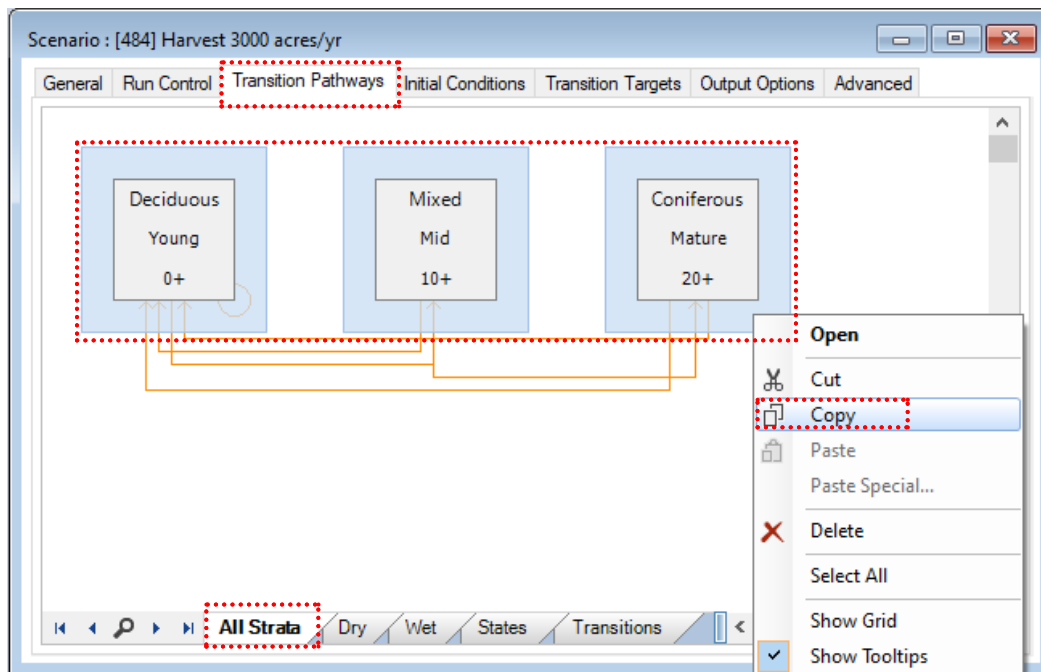 Scenario : [484] Harvest 3000 acres/yr
General Run Control Transition Pathways Initial Conditions Transition Targets Output Options Advanced
Deciduous
Young
0+
Mixed
Mid
10+
Coniferous
Mature
20+
Open
Cut
Copy
Paste
Paste Special...
Delete
Select All
Show Grid
Show Tooltips
All Strata Dry Wet States Transitions